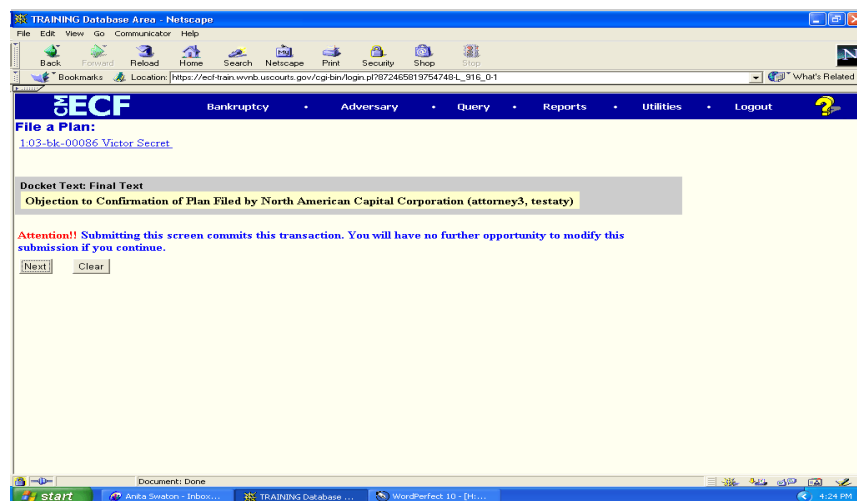 TRAINING Database Area - Netscape
File Edit View Go Communicator Help
Back Forward Reload Home Search Netscape Print Security Shop Stop
Bookmarks Location: https://ecf-train.wvnb.uscourts.gov/cgi-bin/login.pl?872465819754748-L_916_0-1 What's Related
CM ECF Bankruptcy • Adversary • Query • Reports • Utilities • Logout ?
File a Plan:
1:03-bk-00086 Victor Secret
Docket Text: Final Text
Objection to Confirmation of Plan Filed by North American Capital Corporation (attorney3, testaty)
Attention!! Submitting this screen commits this transaction. You will have no further opportunity to modify this
submission if you continue.
Next Clear
Document: Done
start Anita Swaton - Inbox... TRAINING Database ... WordPerfect 10 - [H:... 4:24 PM